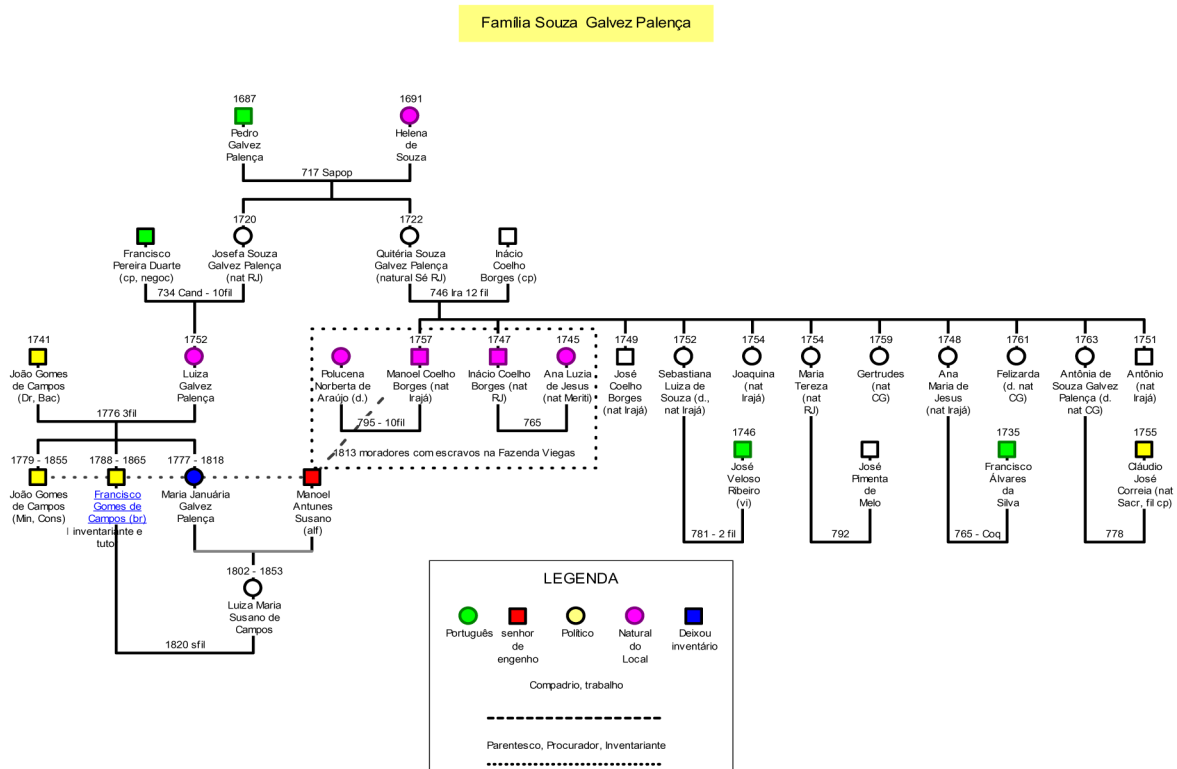 Família Souza Galvez Palença
1687
Pedro
Galvez
Palença
1691
Helena
de
Souza
717 Sapop
Francisco
Pereira Duarte
(cp, negoc)
1720
Josefa Souza
Galvez Palença
(nat RJ)
1722
Quitéria Souza
Galvez Palença
(natural Sé RJ)
Inácio
Coelho
Borges (cp)
734 Cand - 10fil
746 Ira 12 fil
1741
João Gomes
de Campos
(Dr, Bac)
1752
Luiza
Galvez
Palença
Polucena
Norberta de
Araújo (d.)
1757
Manoel Coelho
Borges (nat
Irajá)
1747
Inácio Coelho
Borges (nat
RJ)
1745
Ana Luzia
de Jesus
(nat Meriti)
1749
José
Coelho
Borges
(nat Irajá)
1752
Sebastiana
Luiza de
Souza (d.,
nat Irajá)
1754
Joaquina
(nat
Irajá)
1754
Maria
Tereza
(nat
RJ)
1759
Gertrudes
(nat
CG)
1748
Ana
Maria de
Jesus
(nat Irajá)
1761
Felizarda
(d. nat
CG)
1763
Antônia de
Souza Galvez
Palença (d.
nat CG)
1751
Antônio
(nat
Irajá)
1776 3fil
795 - 10fil
765
1813 moradores com escravos na Fazenda Viegas
1746
José
Veloso
Ribeiro
(vi)
José
Pimenta
de
Melo
1735
Francisco
Álvares
da
Silva
1755
Cláudio
José
Correia (nat
Sacr, fil cp)
781 - 2 fil
792
765 - Coq
778
1779 - 1855
João Gomes
de Campos
(Min, Cons)
1788 - 1865
Francisco
Gomes de
Campos (br)
l inventariante e
tuto
1777 - 1818
Maria Januária
Galvez
Palença
Manoel
Antunes
Susano
(alf)
1802 - 1853
Luiza Maria
Susano de
Campos
1820 sfil
LEGENDA
Português
senhor
de
engenho
Político
Natural
do
Local
Deixou
inventário
Compadrio, trabalho
Parentesco, Procurador, Inventariante